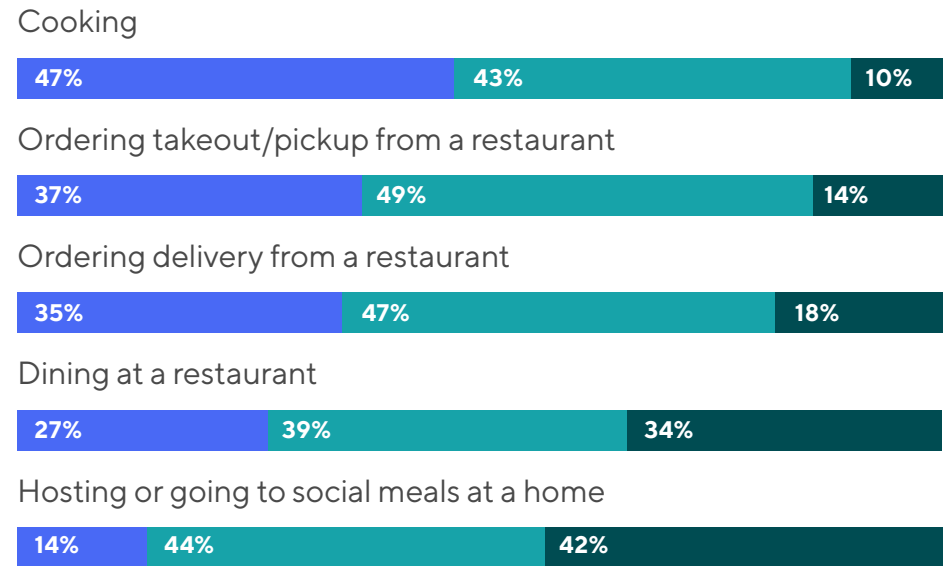 Cooking
47% 43% 10%
Ordering takeout/pickup from a restaurant
37% 49% 14%
Ordering delivery from a restaurant
35% 47% 18%
Dining at a restaurant
27% 39% 34%
Hosting or going to social meals at a home
14% 44% 42%